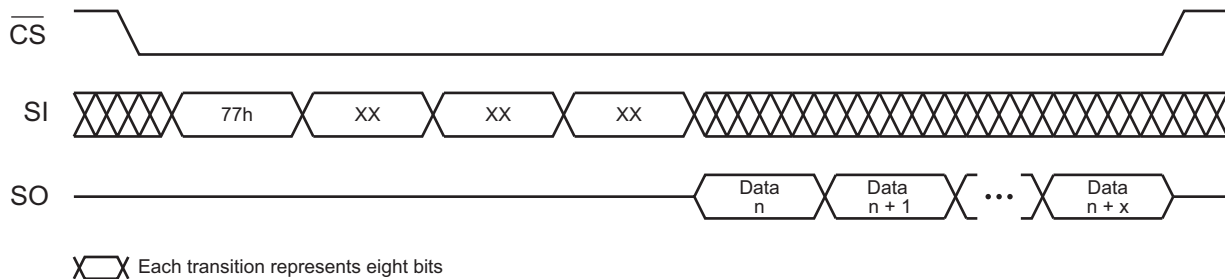 CS
SI
77h
XX
XX
XX
SO
Data
n
Data
n + 1
•••
Data
n + x
Each transition represents eight bits